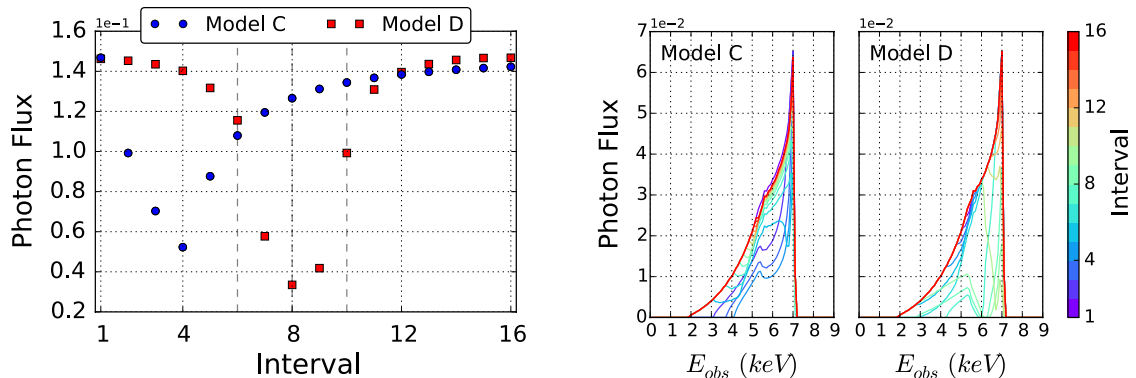 1e−1
Model C Model D
1.6
1.4
1.2
1.0
0.8
0.6
0.4
0.2
Photon Flux
1 4 8 12 16
Interval
1e−2
Model C
7
6
5
4
3
2
1
0
Photon Flux
0 1 2 3 4 5 6 7 8 9
E_obs (keV)
1e−2
Model D
0 1 2 3 4 5 6 7 8 9
E_obs (keV)
16
12
8
4
1
Interval